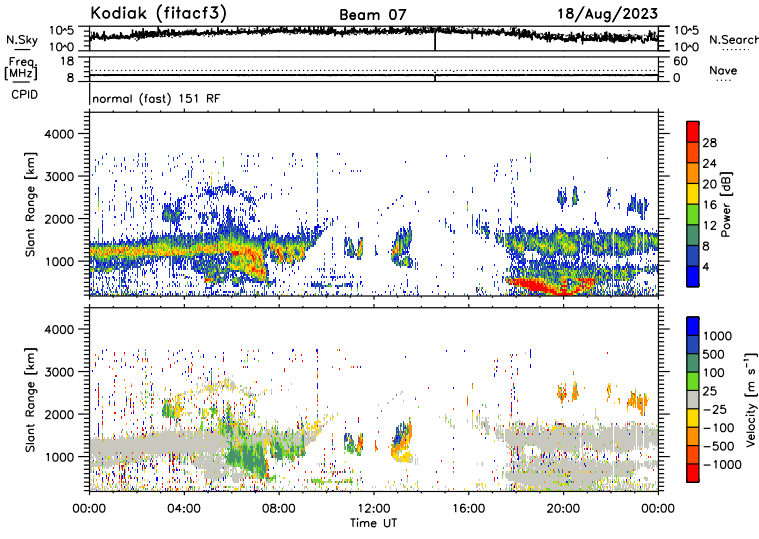 Kodiak (fitacf3) Beam 07 18/Aug/2023
N.Sky 10^5 10^0 10^5 10^0 N.Search
Freq. [MHz] 18 8 60 0 Nave
CPID normal (fast) 151 RF
Slant Range [km] 4000 3000 2000 1000
Power [dB] 28 24 20 16 12 8 4
Slant Range [km] 4000 3000 2000 1000
Velocity [m s^-1] 1000 500 100 25 -25 -100 -500 -1000
00:00 04:00 08:00 12:00 16:00 20:00 00:00
Time UT